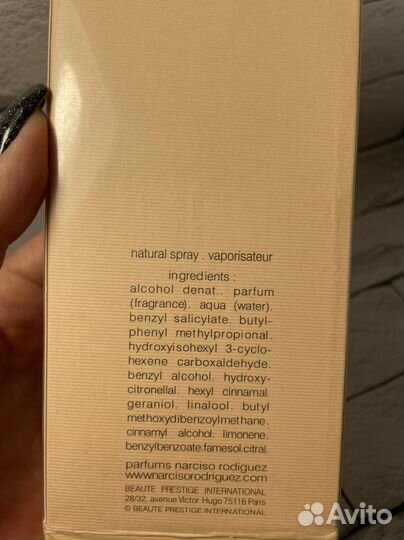 natural spray . vaporisateur
ingredients :
alcohol denat.. parfum
(fragrance). aqua (water).
benzyl salicylate. butyl-
phenyl methylpropional.
hydroxyisohexyl 3-cyclo-
hexene carboxaldehyde.
benzyl alcohol. hydroxy-
citronellal. hexyl cinnamal.
geraniol. linalool. butyl
methoxydibenzoylmethane.
cinnamyl alcohol. limonene.
benzylbenzoate.farnesol.citral.
parfums narciso rodiguez
www.narcisorodriguez.com
BEAUTE PRESTIGE INTERNATIONAL
28/32, avenue Victor Hugo 75116 Paris
© BEAUTE PRESTIGE INTERNATIONAL
Avito